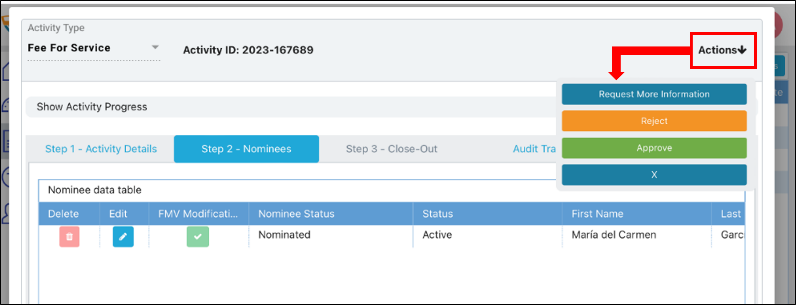 Activity Type
Fee For Service
Activity ID: 2023-167689
Actions
Request More Information
Show Activity Progress
Reject
Approve
X
Step 1 - Activity Details
Step 2 - Nominees
Step 3 - Close-Out
Audit Tra
Nominee data table
Delete Edit FMV Modificati... Nominee Status Status First Name Last
Nominated Active María del Carmen Garc